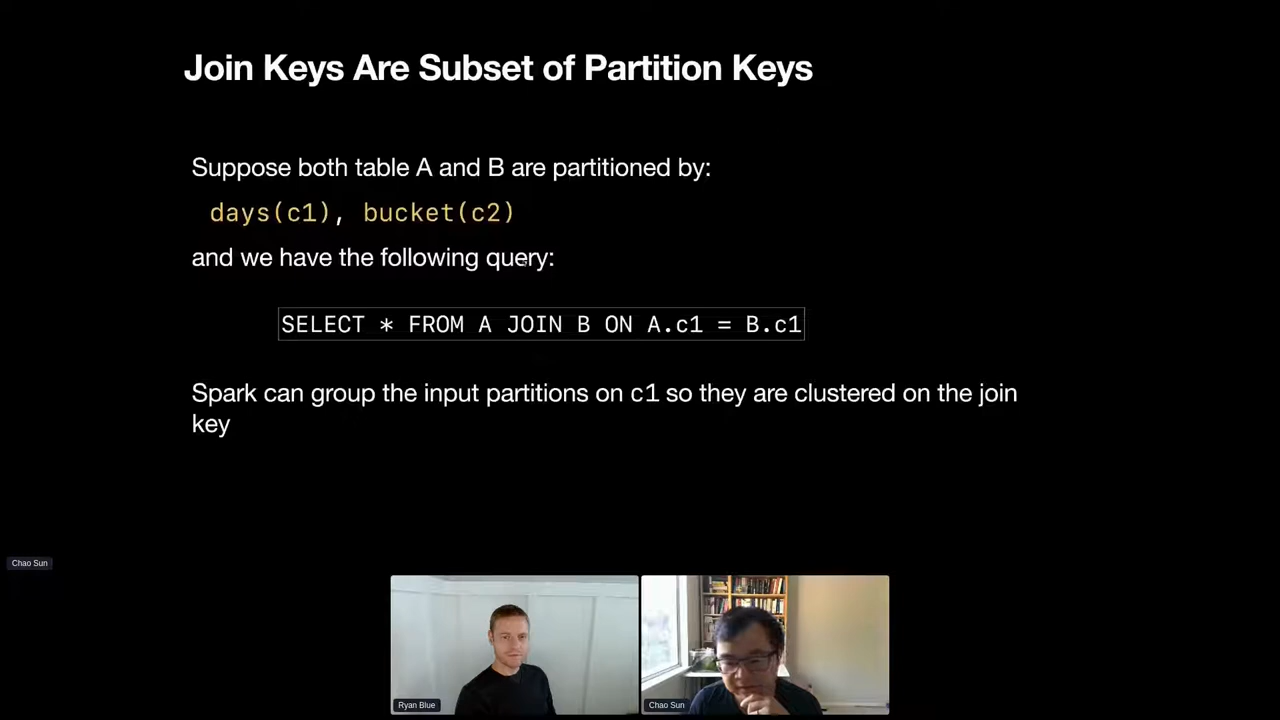 Join Keys Are Subset of Partition Keys
Suppose both table A and B are partitioned by:
days(c1), bucket(c2)
and we have the following query:
SELECT * FROM A JOIN B ON A.c1 = B.c1
Spark can group the input partitions on c1 so they are clustered on the join
key
Chao Sun
Ryan Blue
Chao Sun